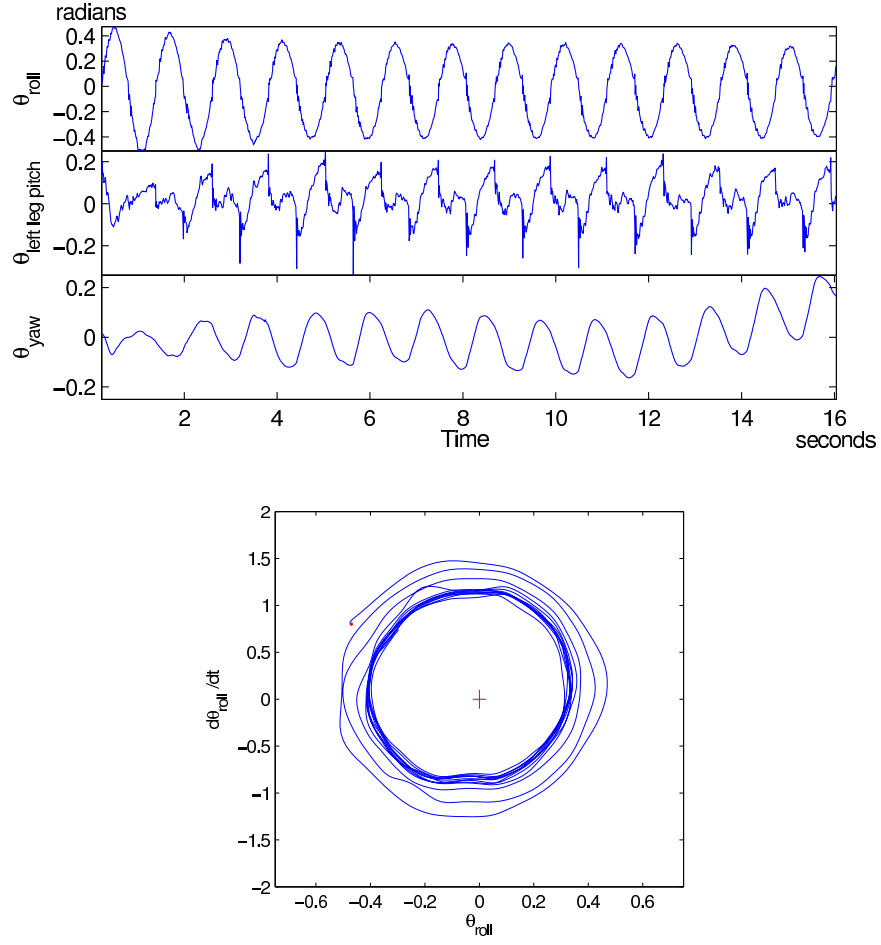 radians
0.4
0.2
0
−0.2
−0.4
θroll
0.2
0
−0.2
θleft leg pitch
0.2
0
−0.2
θyaw
2 4 6 8 10 12 14 16
Time seconds
2
1.5
1
0.5
0
−0.5
−1
−1.5
−2
dθroll/dt
−0.6 −0.4 −0.2 0 0.2 0.4 0.6
θroll